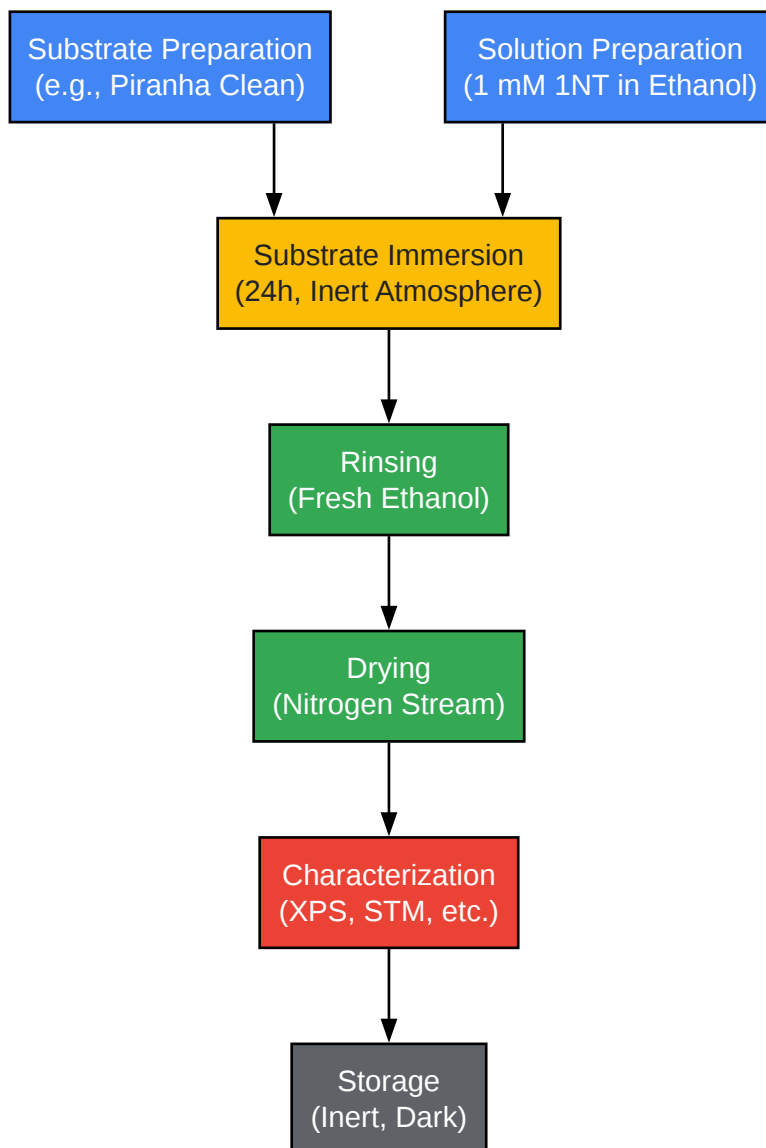 Substrate Preparation
(e.g., Piranha Clean)
Solution Preparation
(1 mM 1NT in Ethanol)
Substrate Immersion
(24h, Inert Atmosphere)
Rinsing
(Fresh Ethanol)
Drying
(Nitrogen Stream)
Characterization
(XPS, STM, etc.)
Storage
(Inert, Dark)